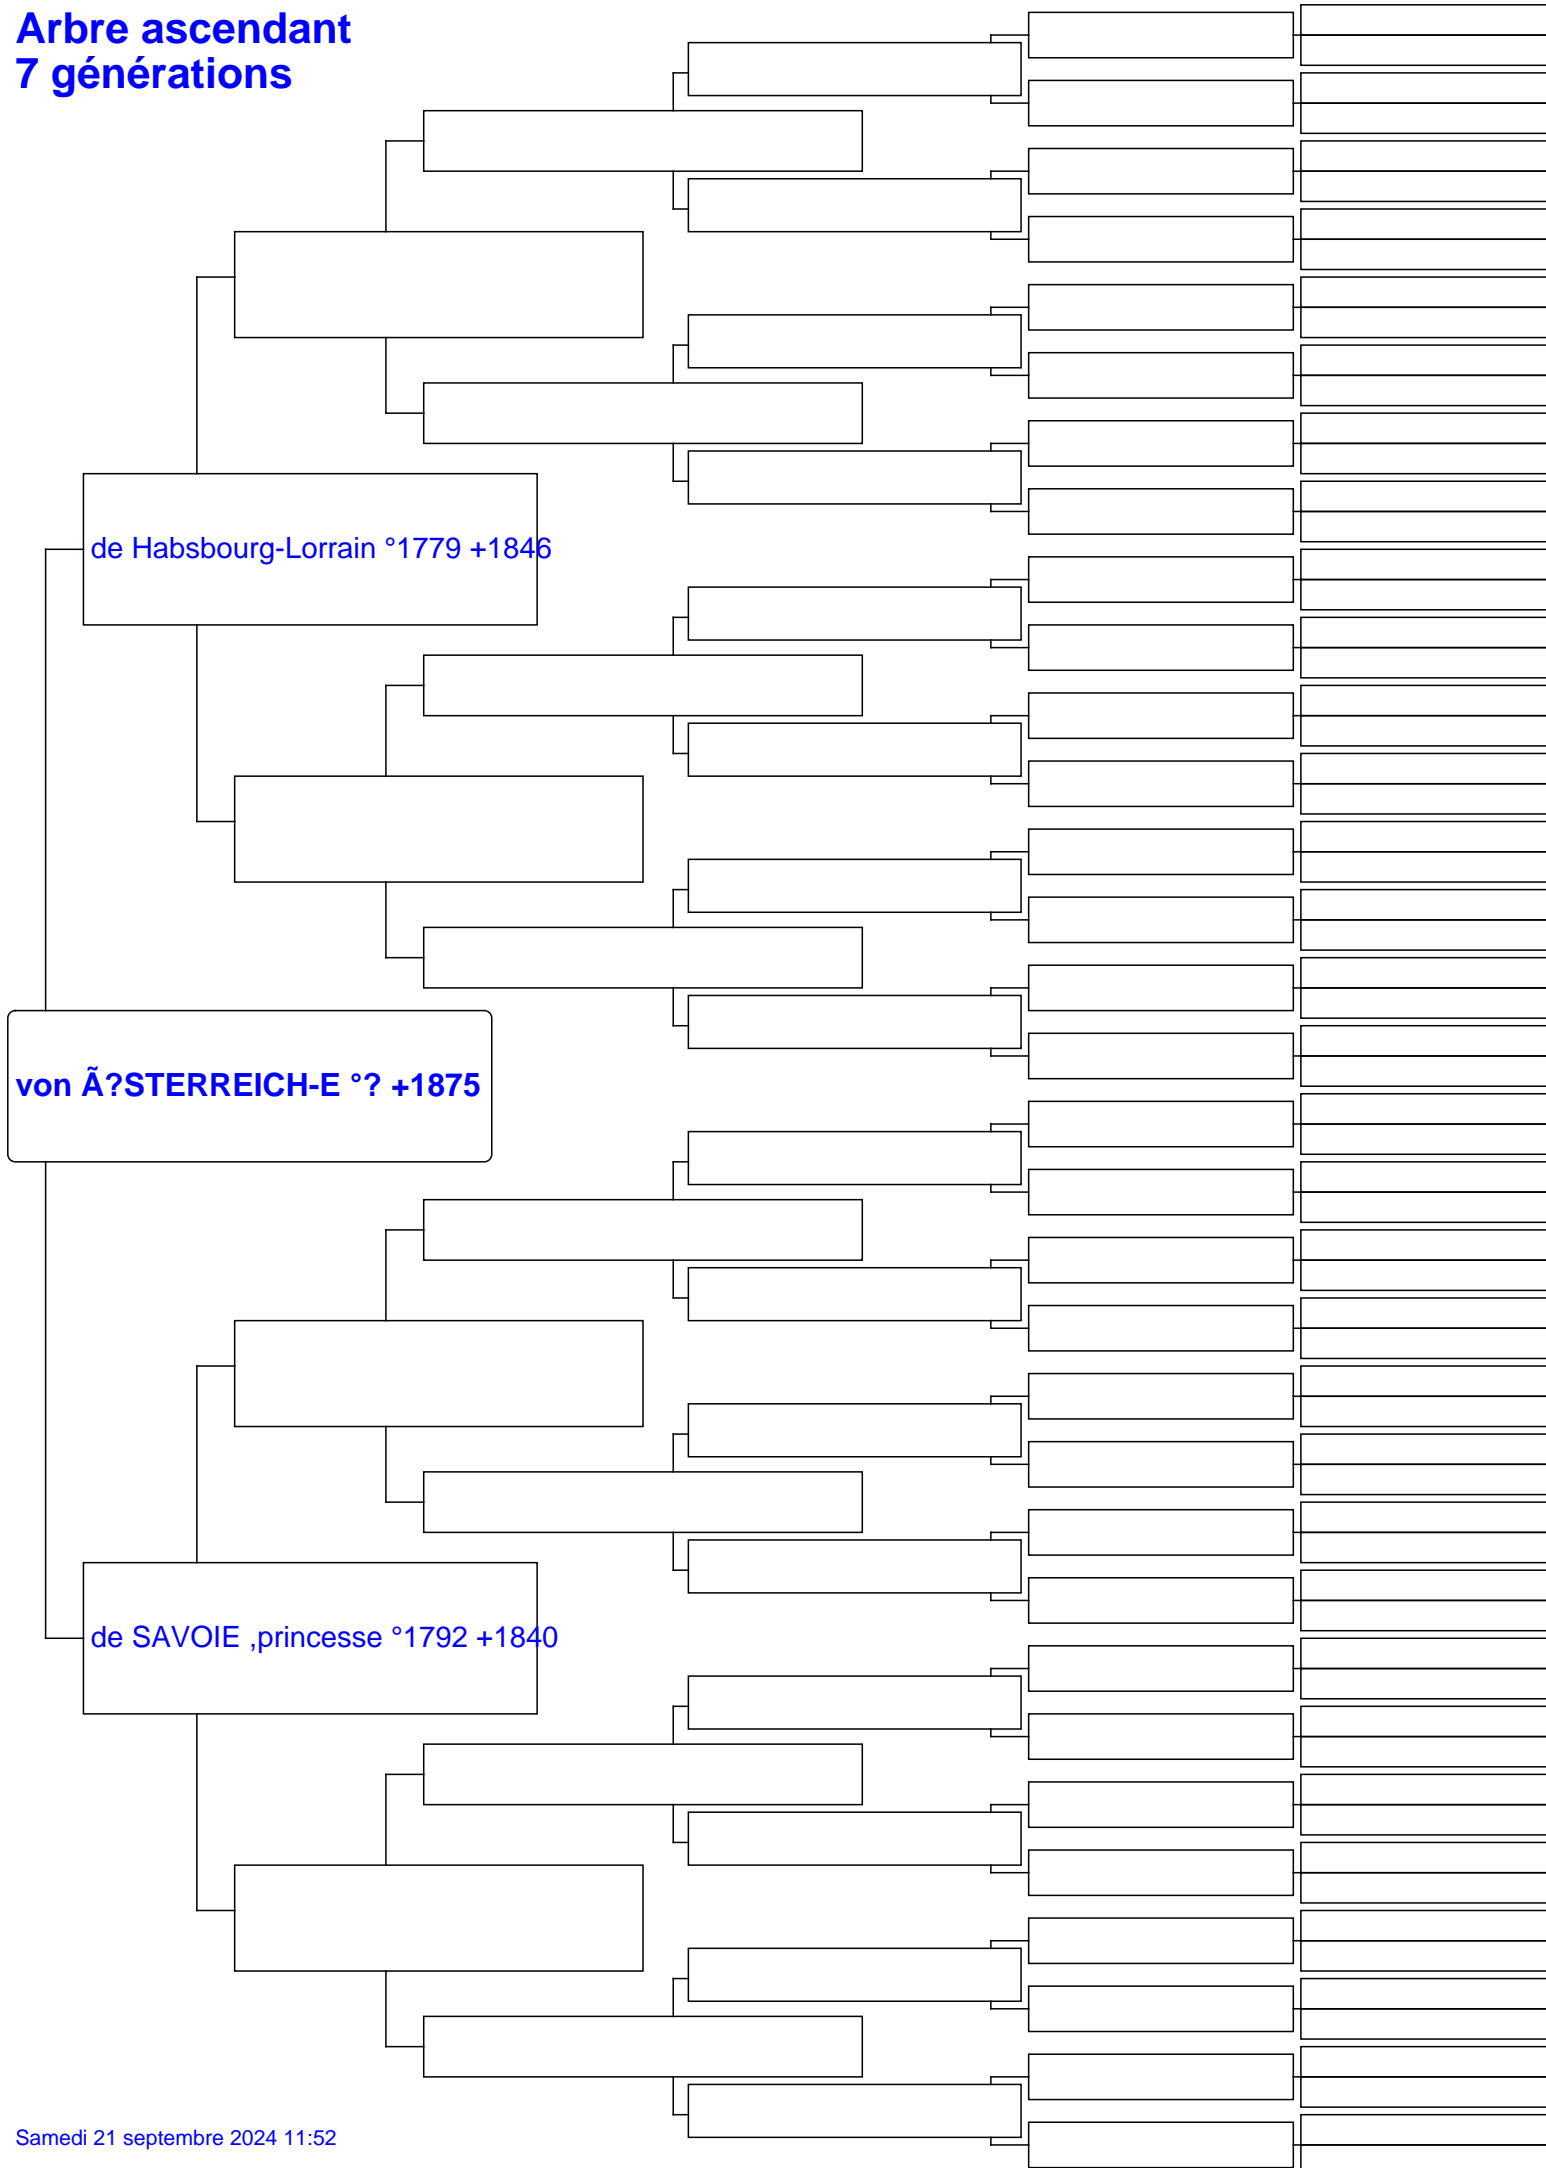 Arbre ascendant
7 générations
de Habsbourg-Lorrain °1779 +1846
von Ã?STERREICH-E °? +1875
de SAVOIE ,princesse °1792 +1840
Samedi 21 septembre 2024 11:52